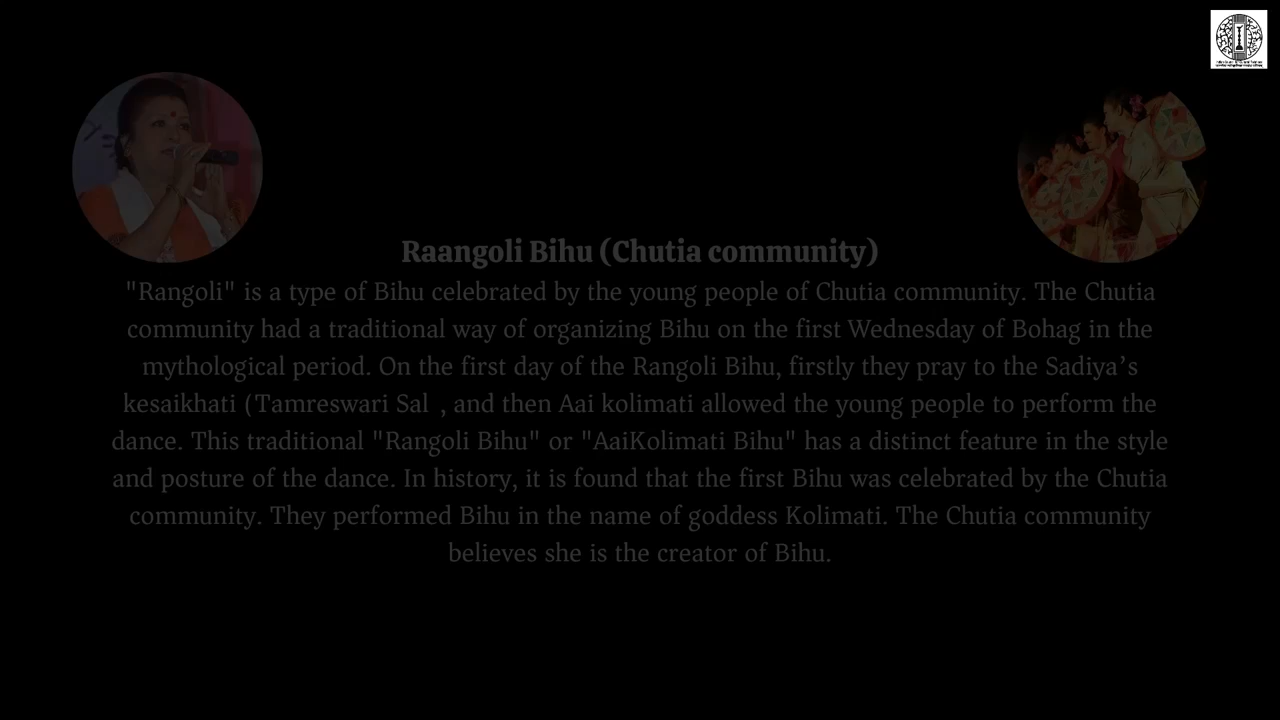 Raangoli Bihu (Chutia community)
"Rangoli" is a type of Bihu celebrated by the young people of Chutia community. The Chutia
community had a traditional way of organizing Bihu on the first Wednesday of Bohag in the
mythological period. On the first day of the Rangoli Bihu, firstly they pray to the Sadiya’s
kesaikhati (Tamreswari Sal , and then Aai kolimati allowed the young people to perform the
dance. This traditional "Rangoli Bihu" or "AaiKolimati Bihu" has a distinct feature in the style
and posture of the dance. In history, it is found that the first Bihu was celebrated by the Chutia
community. They performed Bihu in the name of goddess Kolimati. The Chutia community
believes she is the creator of Bihu.